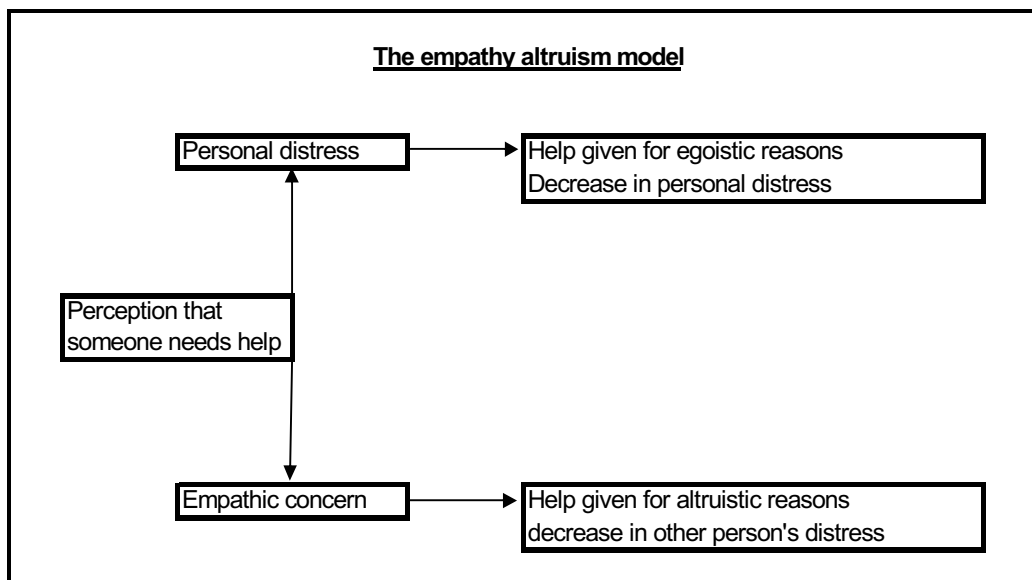 The empathy altruism model
Personal distress
Help given for egoistic reasons
Decrease in personal distress
Perception that
someone needs help
Empathic concern
Help given for altruistic reasons
decrease in other person's distress